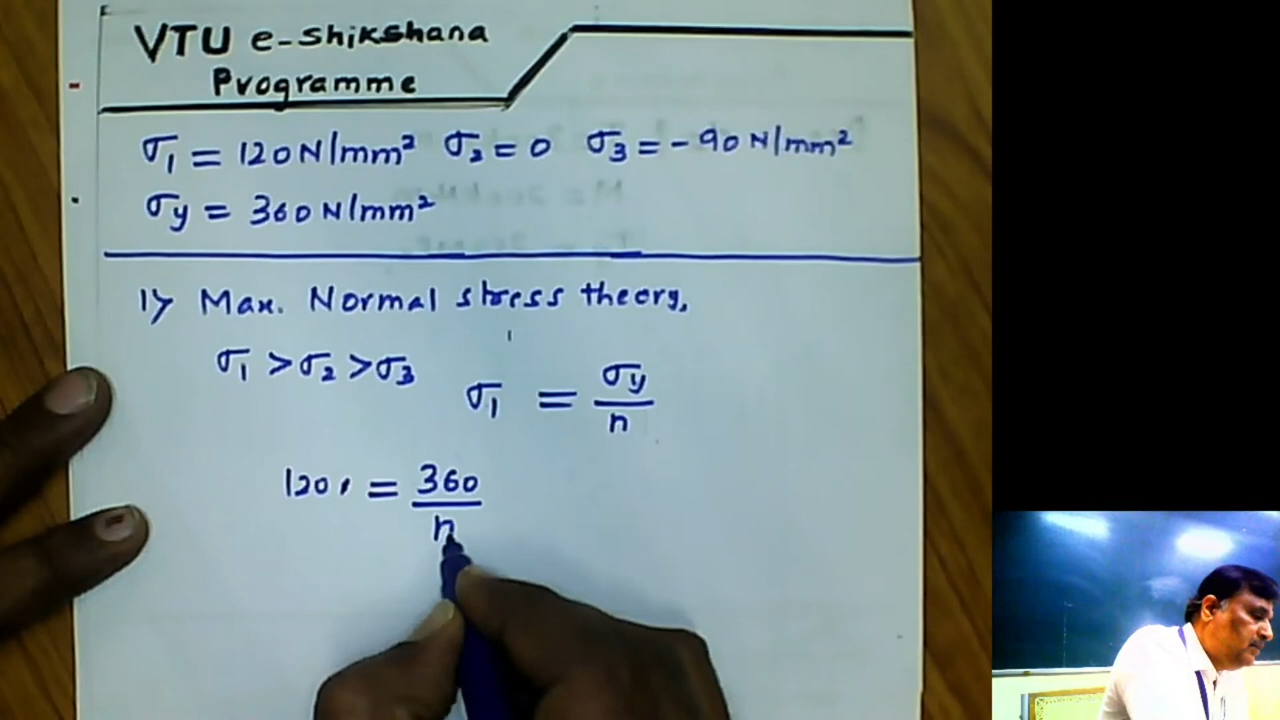 VTU e-Shikshana
Programme
σ1 = 120 N/mm² σ2 = 0 σ3 = - 90 N/mm²
σy = 360 N/mm²
1) Max. Normal stress theory,
σ1 > σ2 > σ3
σ1 = σy/n
120 = 360/n